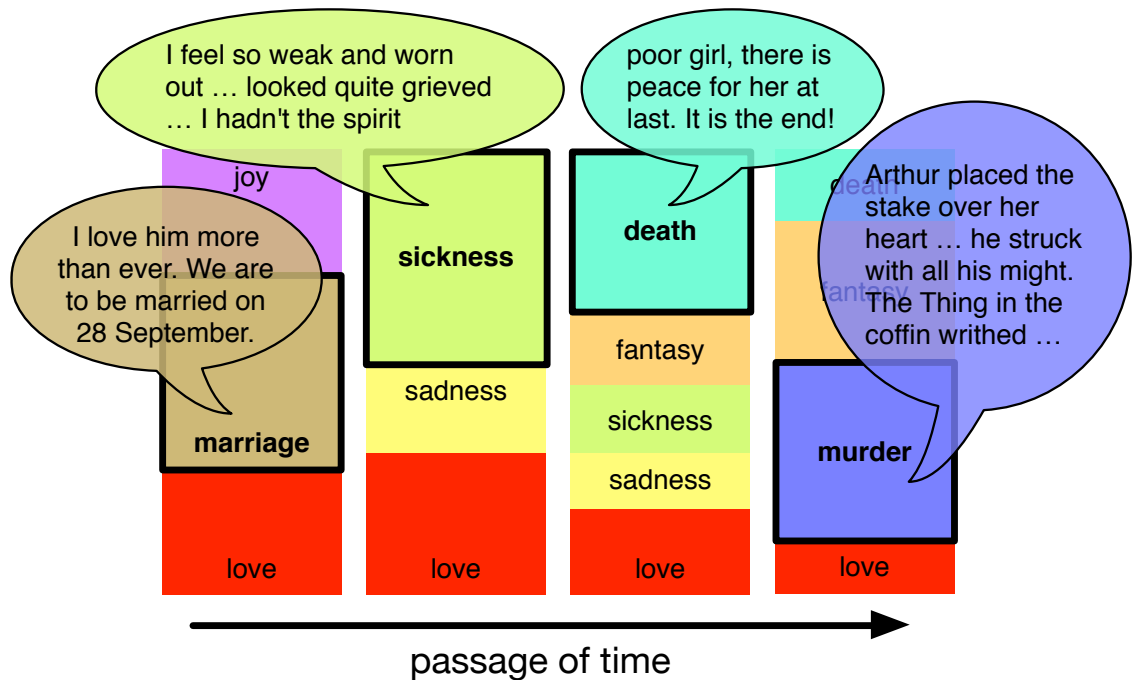 I feel so weak and worn
out … looked quite grieved
… I hadn't the spirit
poor girl, there is
peace for her at
last. It is the end!
Arthur placed the
stake over her
heart … he struck
with all his might.
The Thing in the
coffin writhed …
I love him more
than ever. We are
to be married on
28 September.
joy
marriage
love
sickness
sadness
love
death
fantasy
sickness
sadness
love
death
fantasy
murder
love
passage of time